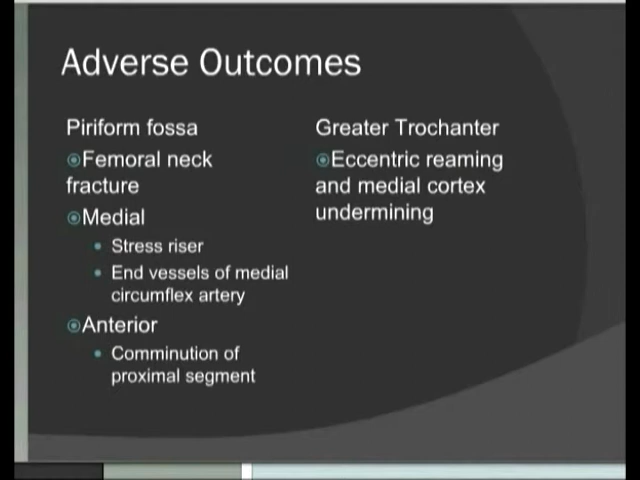 Adverse Outcomes
Piriform fossa
Femoral neck
fracture
Medial
Stress riser
End vessels of medial
circumflex artery
Anterior
Comminution of
proximal segment
Greater Trochanter
Eccentric reaming
and medial cortex
undermining